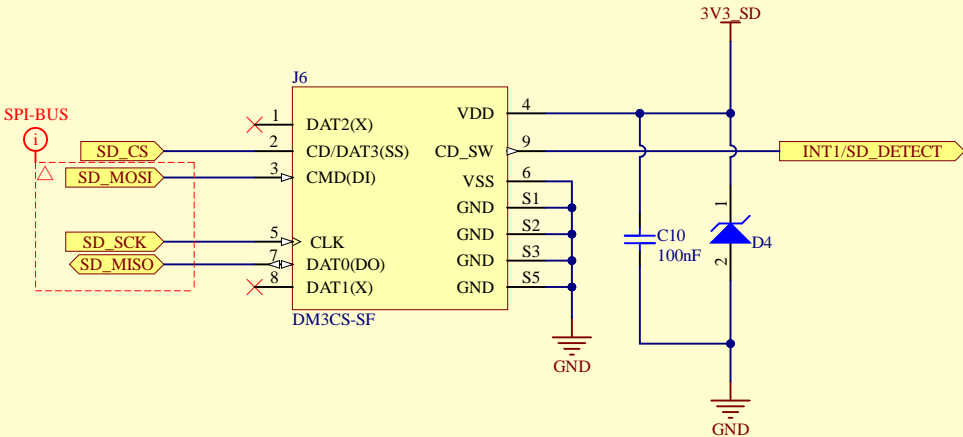 3V3_SD
J6
SPI-BUS
i
1 DAT2(X)
SD_CS 2 CD/DAT3(SS)
SD_MOSI 3 CMD(DI)
SD_SCK 5 CLK
SD_MISO 7 DAT0(DO)
8 DAT1(X)
VDD 4
CD_SW 9 INT1/SD_DETECT
VSS 6
GND S1
GND S2
GND S3
GND S5
DM3CS-SF
GND
C10
100nF
1
D4
2
GND